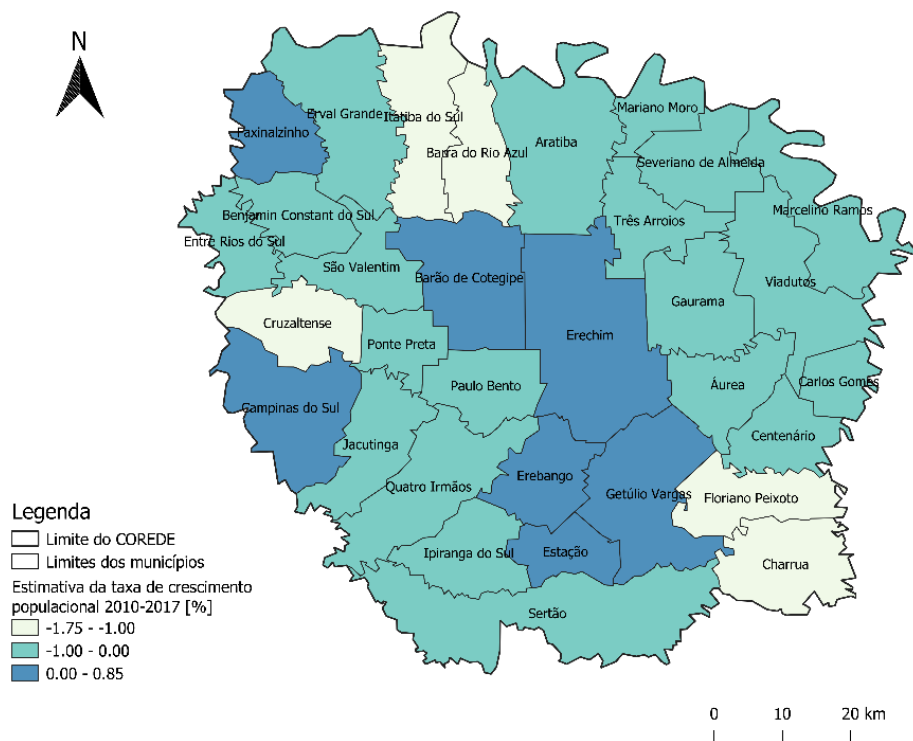 N
Mariano Moro
Erval Grande
Itatiba do Sul
Faxinalzinho
Aratiba
Barra do Rio Azul
Severiano de Almeida
Marcelino Ramos
Benjamin Constant do Sul
Três Arroios
Entre Rios do Sul
São Valentim
Barão de Cotegipe
Viadutos
Gaurama
Cruzaltense
Erechim
Ponte Preta
Paulo Bento
Áurea
Carlos Gomes
Campinas do Sul
Centenário
Jacutinga
Erebango
Quatro Irmãos
Getúlio Vargas
Floriano Peixoto
Ipiranga do Sul
Estação
Charrua
Sertão
Legenda
Limite do COREDE
Limites dos municípios
Estimativa da taxa de crescimento
populacional 2010-2017 [%]
-1.75 - -1.00
-1.00 - 0.00
0.00 - 0.85
0 10 20 km